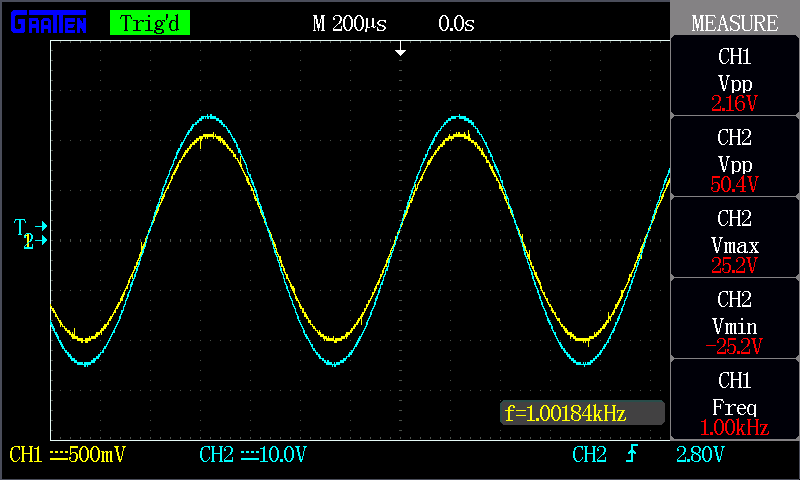 GRATTEN Trig'd M 200μs 0.0s MEASURE
CH1
Vpp
2.16V
CH2
Vpp
50.4V
CH2
Vmax
25.2V
CH2
Vmin
-25.2V
CH1
Freq
1.00kHz
T
2
f=1.00184kHz
CH1 500mV CH2 10.0V CH2 2.80V